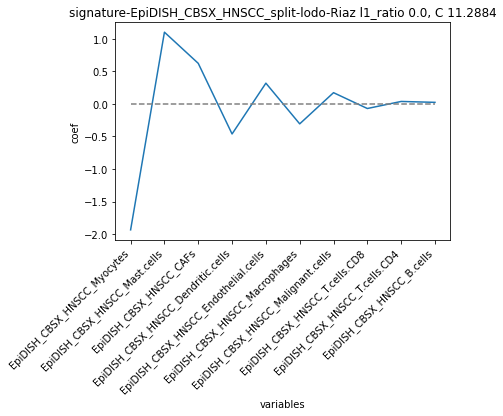 signature-EpiDISH_CBSX_HNSCC_split-lodo-Riaz l1_ratio 0.0, C 11.2884
1.0
0.5
0.0
−0.5
−1.0
−1.5
−2.0
coef
EpiDISH_CBSX_HNSCC_Myocytes
EpiDISH_CBSX_HNSCC_Mast.cells
EpiDISH_CBSX_HNSCC_CAFs
EpiDISH_CBSX_HNSCC_Dendritic.cells
EpiDISH_CBSX_HNSCC_Endothelial.cells
EpiDISH_CBSX_HNSCC_Macrophages
EpiDISH_CBSX_HNSCC_Malignant.cells
EpiDISH_CBSX_HNSCC_T.cells.CD8
EpiDISH_CBSX_HNSCC_T.cells.CD4
EpiDISH_CBSX_HNSCC_B.cells
variables